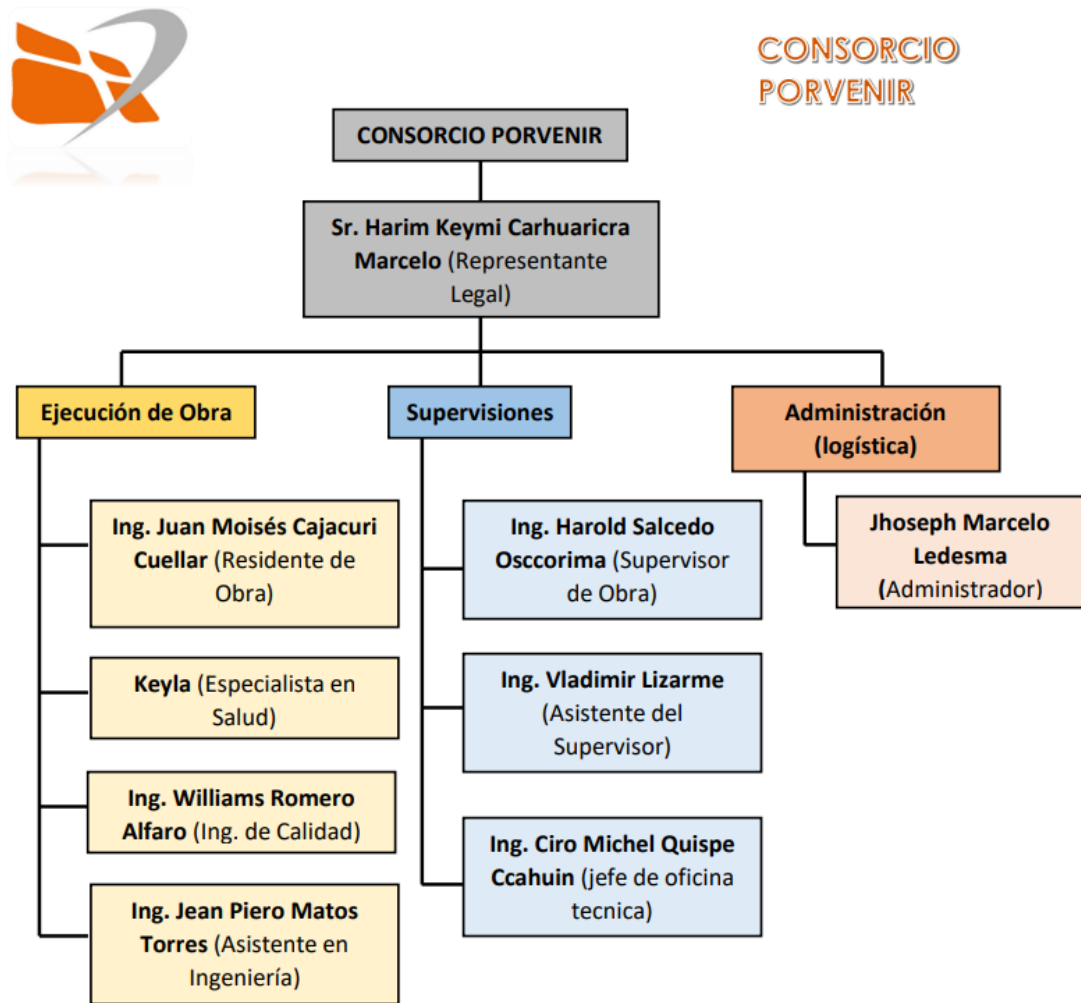 CONSORCIO
PORVENIR
CONSORCIO PORVENIR
Sr. Harim Keymi Carhuaricra
Marcelo (Representante
Legal)
Ejecución de Obra
Ing. Juan Moisés Cajacuri
Cuellar (Residente de
Obra)
Keyla (Especialista en
Salud)
Ing. Williams Romero
Alfaro (Ing. de Calidad)
Ing. Jean Piero Matos
Torres (Asistente en
Ingeniería)
Supervisiones
Ing. Harold Salcedo
Osccorima (Supervisor
de Obra)
Ing. Vladimir Lizarme
(Asistente del
Supervisor)
Ing. Ciro Michel Quispe
Ccahuin (jefe de oficina
tecnica)
Administración
(logística)
Jhoseph Marcelo
Ledesma
(Administrador)